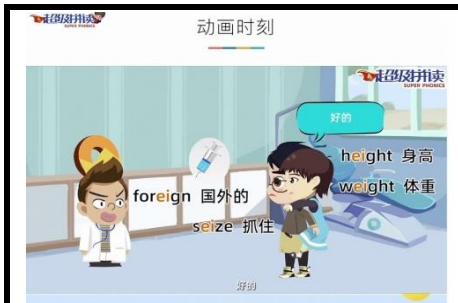 超级拼读
动画时刻
超级拼读
SUPER PHONICS
好的
height 身高
weight 体重
foreign 国外的
seize 抓住
好的